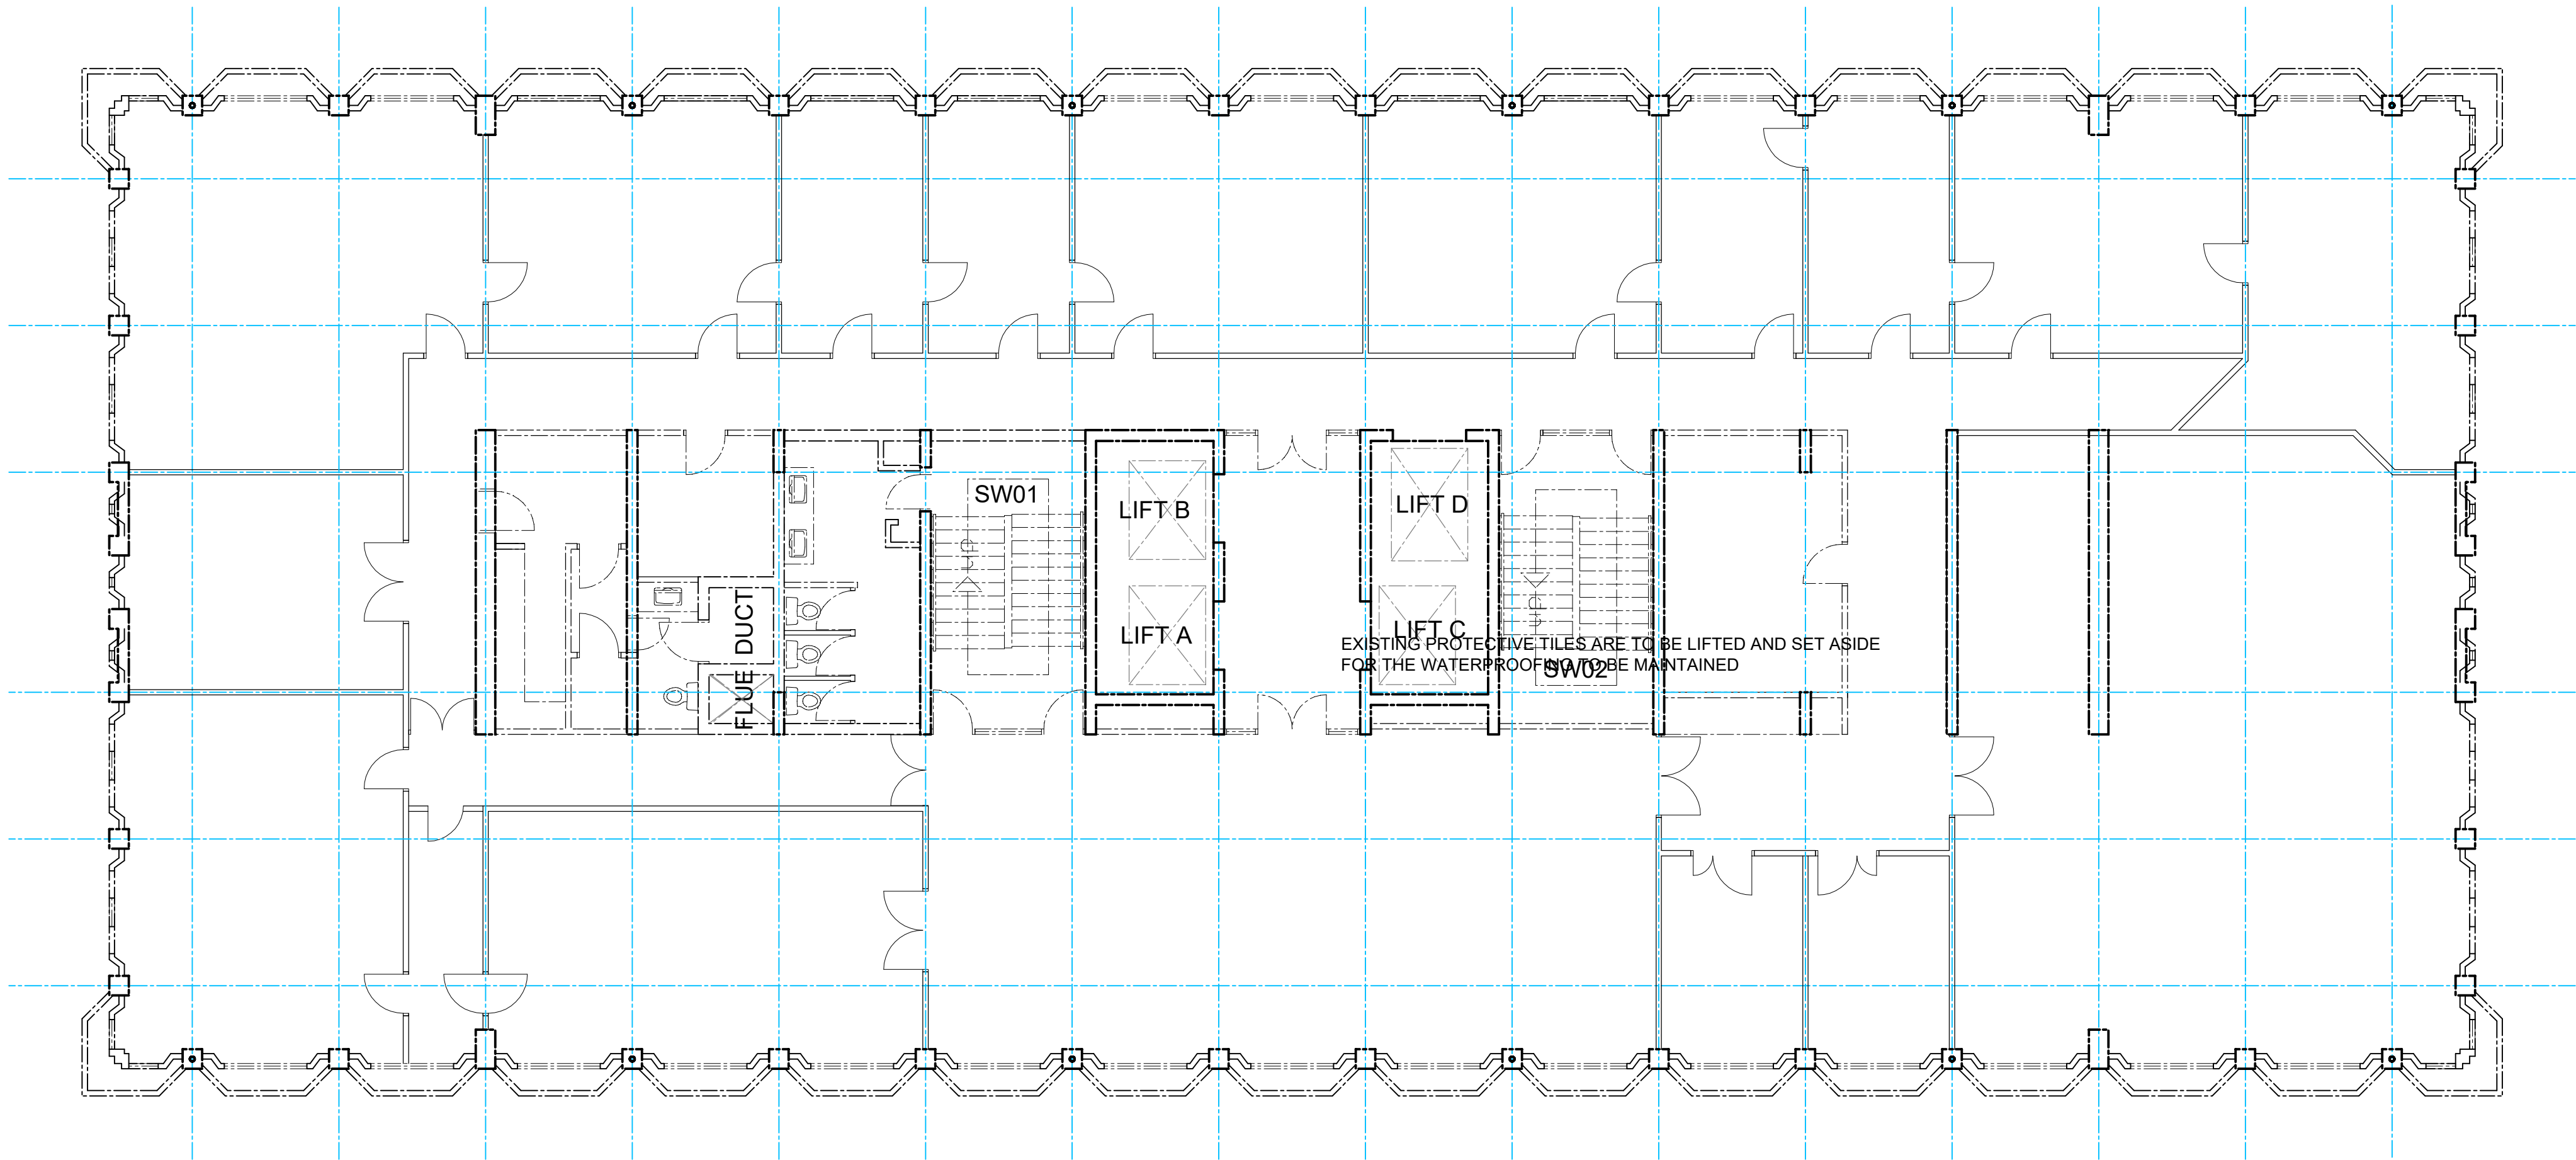 SW01
LIFT B
LIFT D
up
LIFT A
FLUE DUCT
LIFT C
up
EXISTING PROTECTIVE TILES ARE TO BE LIFTED AND SET ASIDE
FOR THE WATERPROOFING TO BE MAINTAINED
SW02